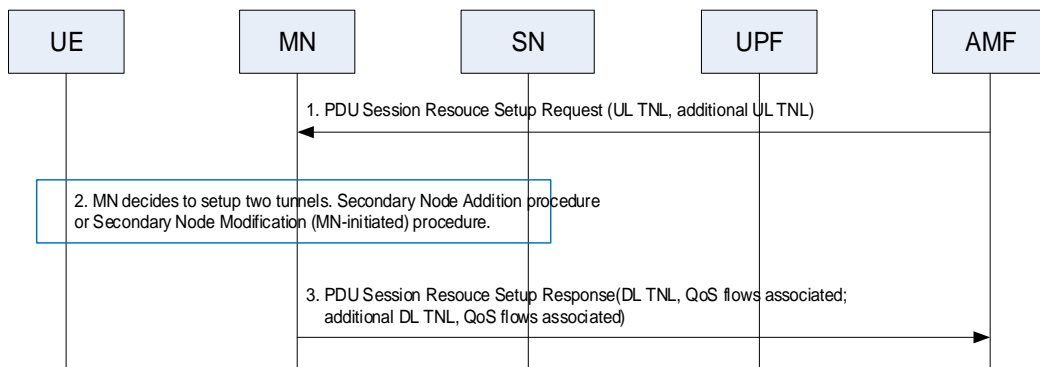 UE
MN
SN
UPF
AMF
1. PDU Session Resouce Setup Request (UL TNL, additional UL TNL)
2. MN decides to setup two tunnels. Secondary Node Addition procedure
or Secondary Node Modification (MN-initiated) procedure.
3. PDU Session Resouce Setup Response(DL TNL, QoS flows associated;
additional DL TNL, QoS flows associated)